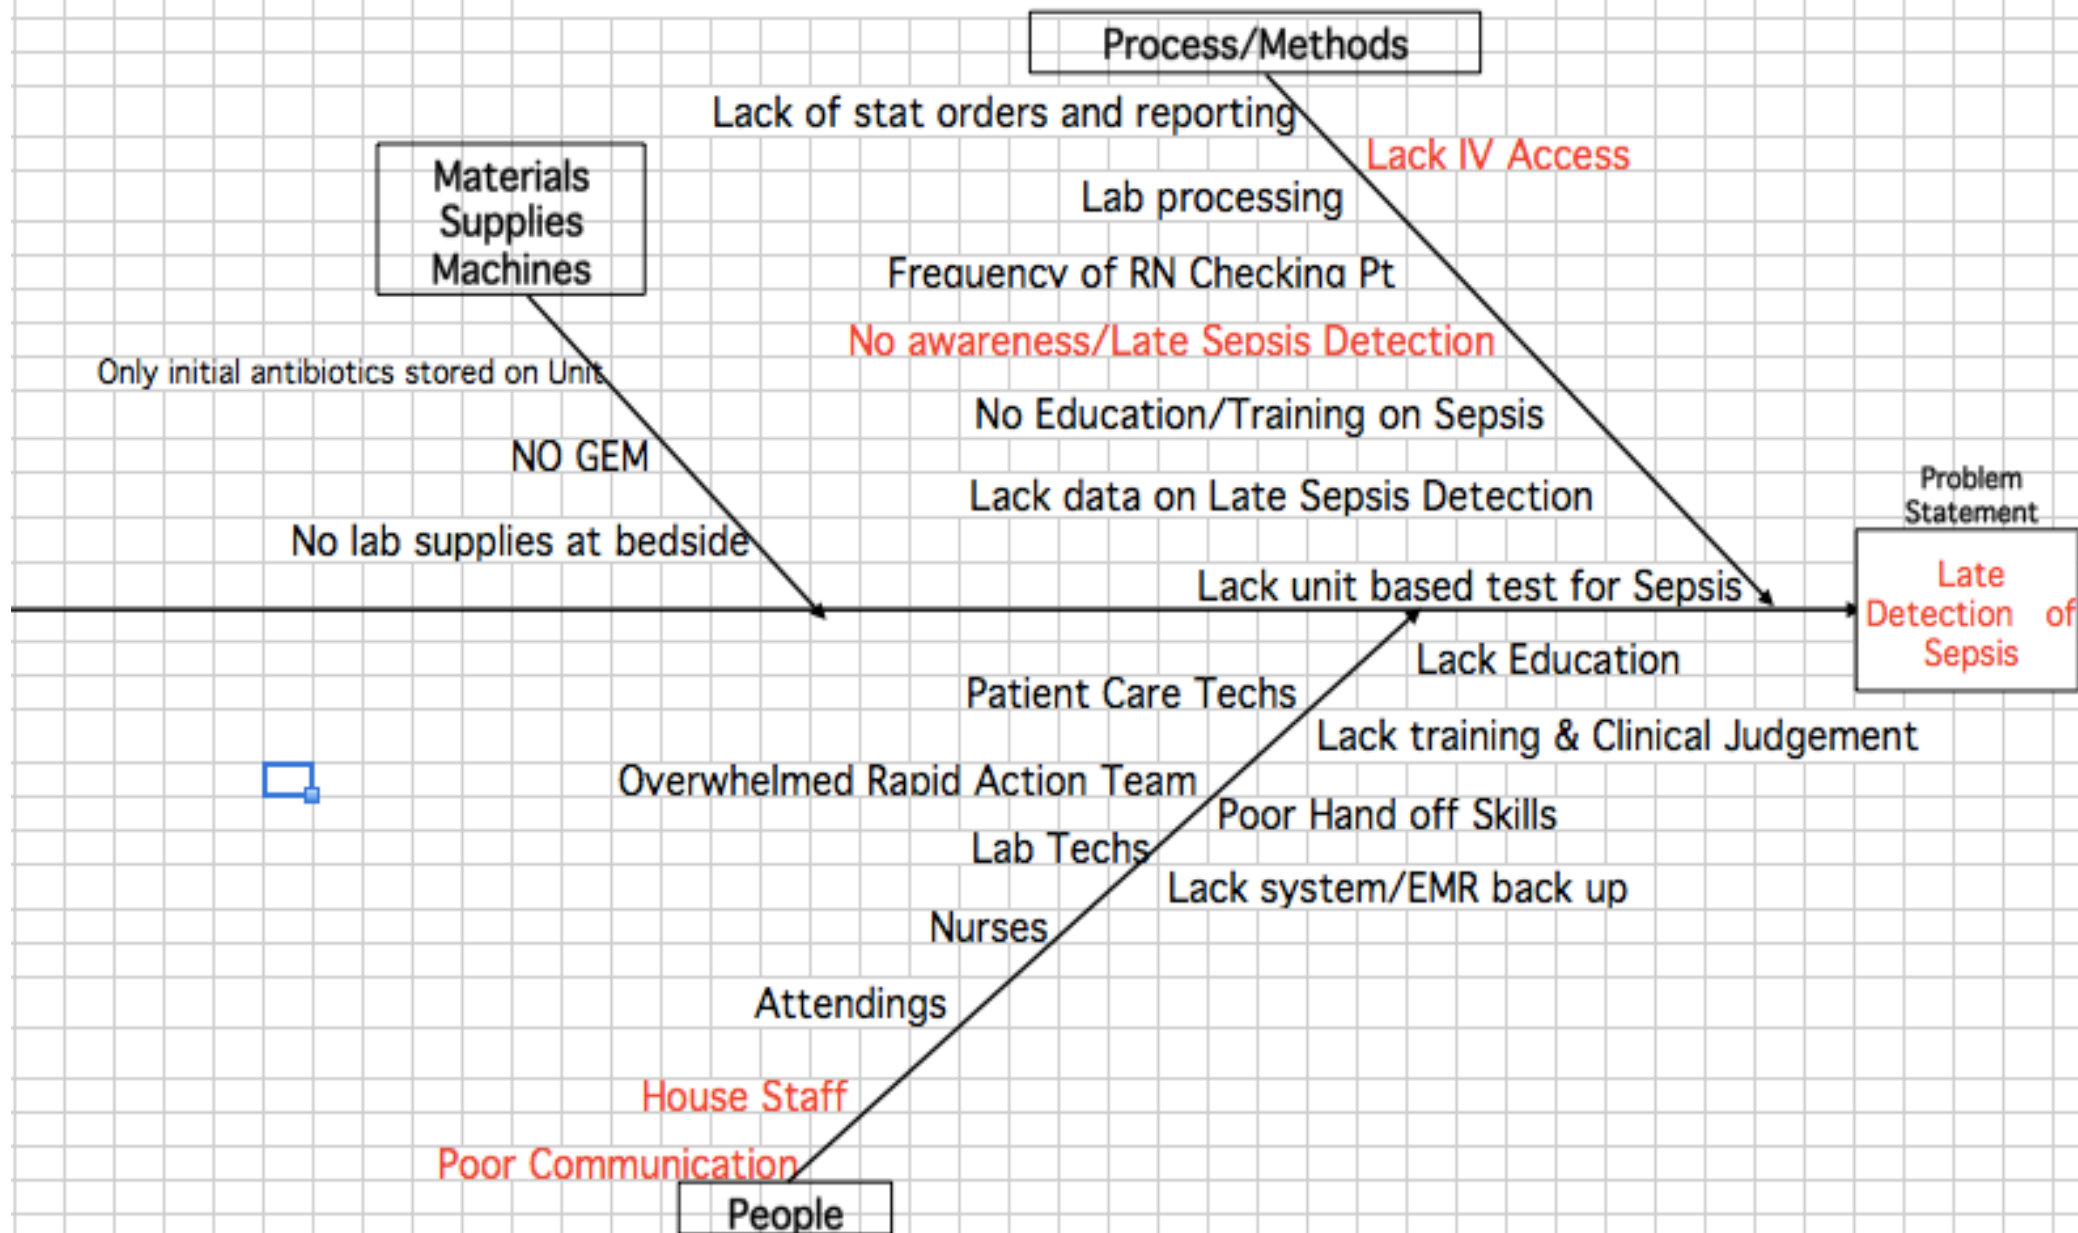 Process/Methods
Lack of stat orders and reporting
Lack IV Access
Materials
Supplies
Machines
Lab processing
Frequency of RN Checking Pt
No awareness/Late Sepsis Detection
Only initial antibiotics stored on Unit
No Education/Training on Sepsis
NO GEM
Lack data on Late Sepsis Detection
Problem
Statement
No lab supplies at bedside
Lack unit based test for Sepsis
Late
Detection of
Sepsis
Lack Education
Patient Care Techs
Lack training & Clinical Judgement
Overwhelmed Rapid Action Team
Poor Hand off Skills
Lab Techs
Lack system/EMR back up
Nurses
Attendings
House Staff
Poor Communication
People